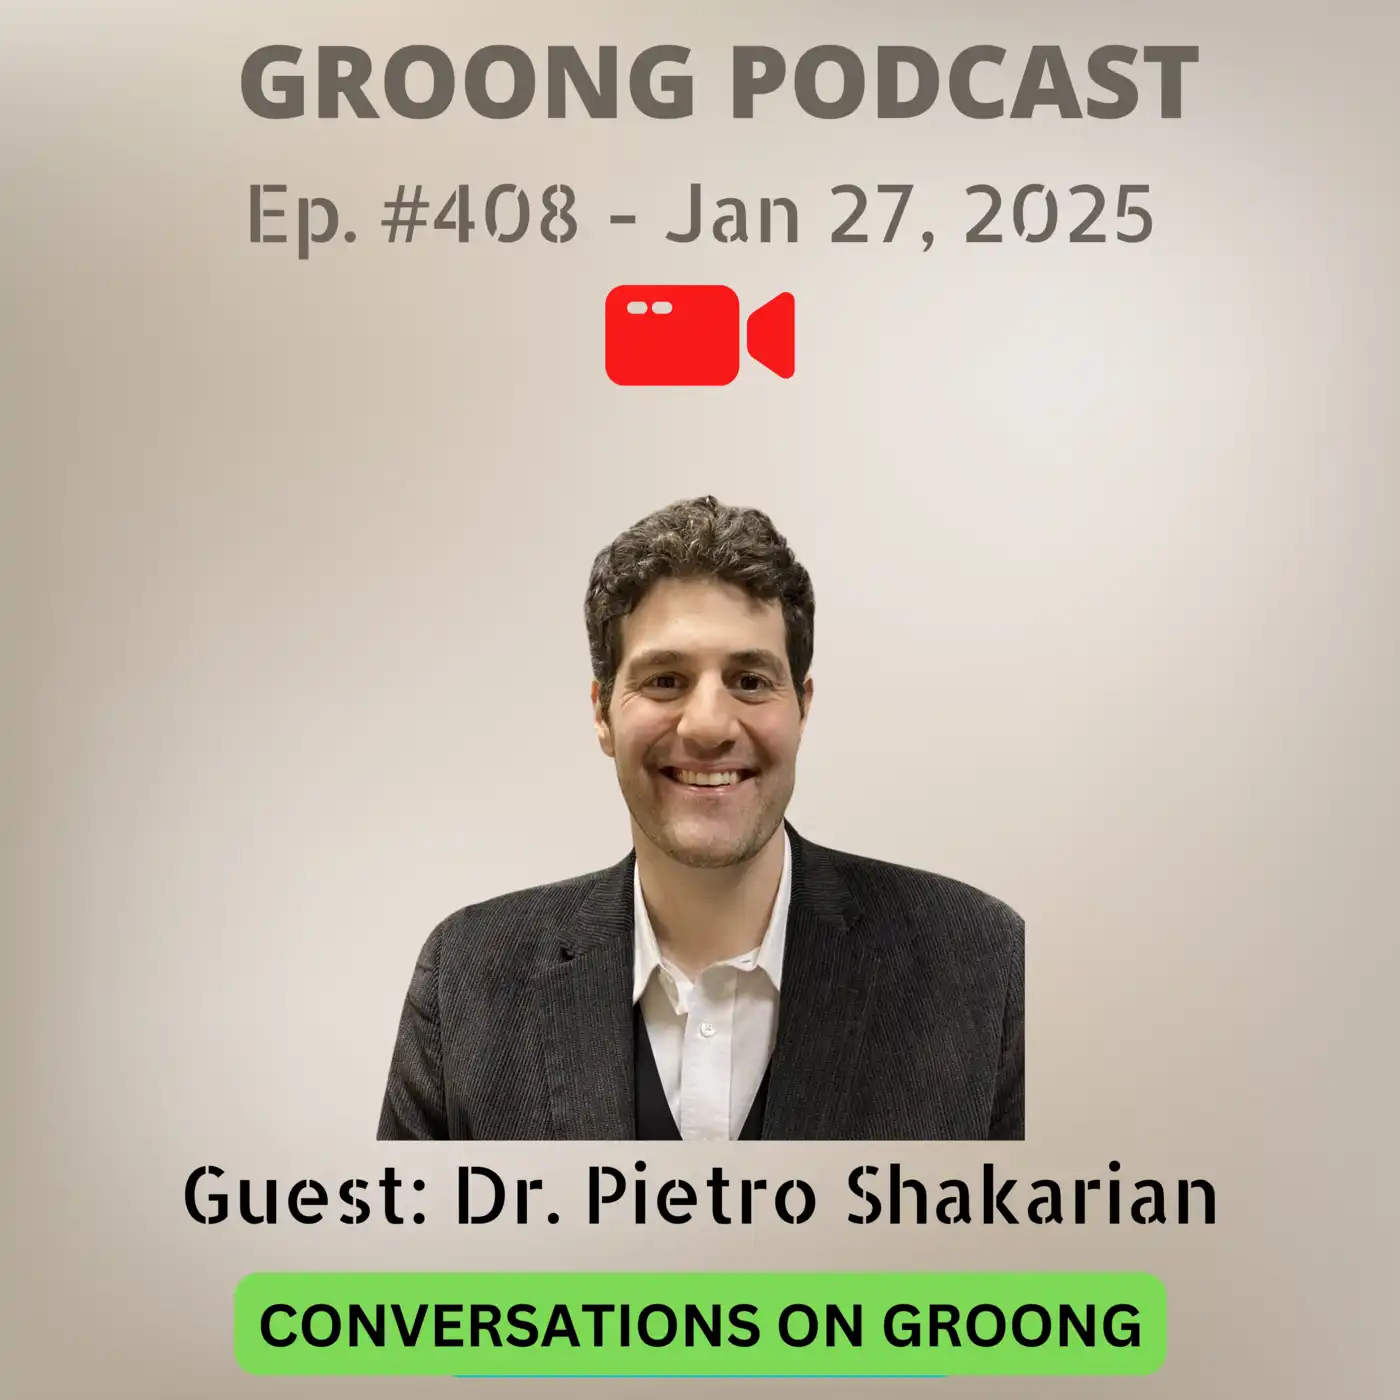 GROONG PODCAST
Ep. #408 - Jan 27, 2025
Guest: Dr. Pietro Shakarian
CONVERSATIONS ON GROONG